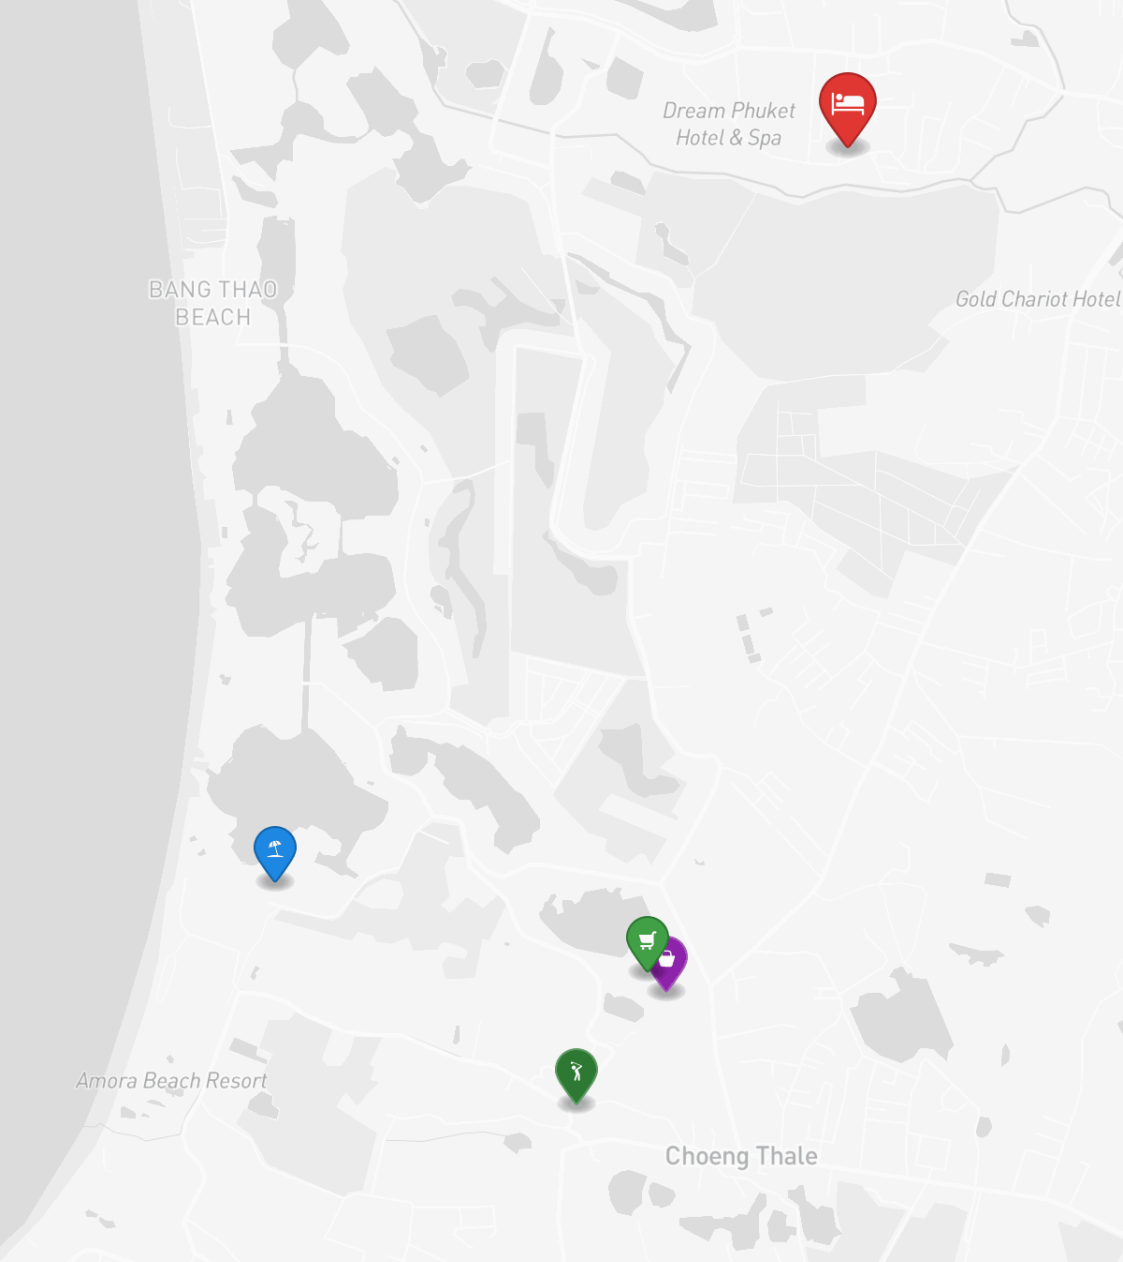 Dream Phuket
Hotel & Spa
BANG THAO
BEACH
Gold Chariot Hotel
Amora Beach Resort
Choeng Thale